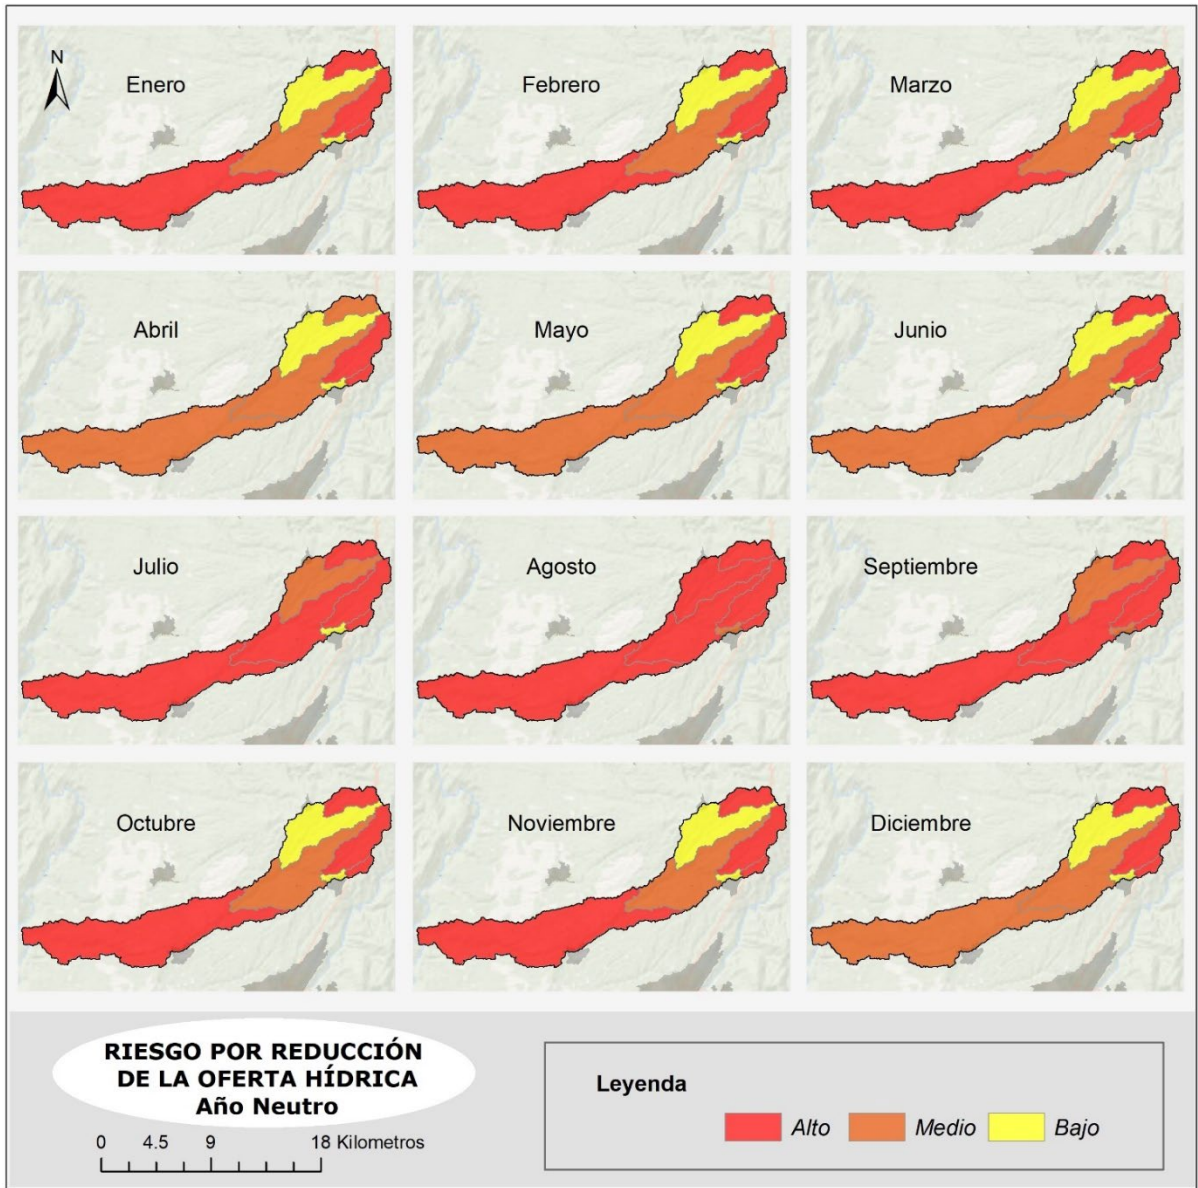 N
Enero
Febrero
Marzo
Abril
Mayo
Junio
Julio
Agosto
Septiembre
Octubre
Noviembre
Diciembre
RIESGO POR REDUCCIÓN
DE LA OFERTA HÍDRICA
Año Neutro
0 4.5 9 18 Kilometros
Leyenda
Alto Medio Bajo